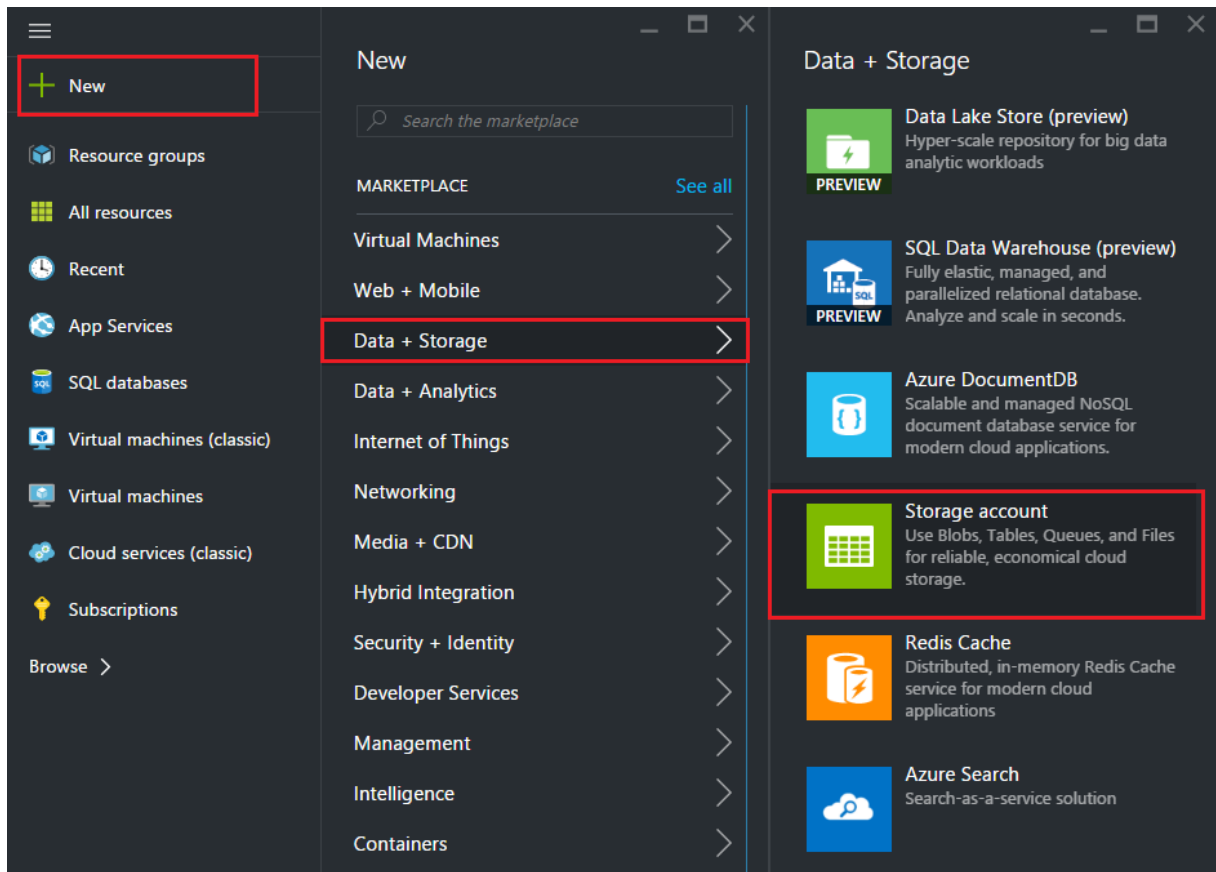 New
Resource groups
All resources
Recent
App Services
SQL
SQL databases
Virtual machines (classic)
Virtual machines
Cloud services (classic)
Subscriptions
Browse
New
Search the marketplace
MARKETPLACE
See all
Virtual Machines
Web + Mobile
Data + Storage
Data + Analytics
Internet of Things
Networking
Media + CDN
Hybrid Integration
Security + Identity
Developer Services
Management
Intelligence
Containers
Data + Storage
PREVIEW
Data Lake Store (preview)
Hyper-scale repository for big data
analytic workloads
SQL
PREVIEW
SQL Data Warehouse (preview)
Fully elastic, managed, and
parallelized relational database.
Analyze and scale in seconds.
Azure DocumentDB
Scalable and managed NoSQL
document database service for
modern cloud applications.
Storage account
Use Blobs, Tables, Queues, and Files
for reliable, economical cloud
storage.
Redis Cache
Distributed, in-memory Redis Cache
service for modern cloud
applications
Azure Search
Search-as-a-service solution